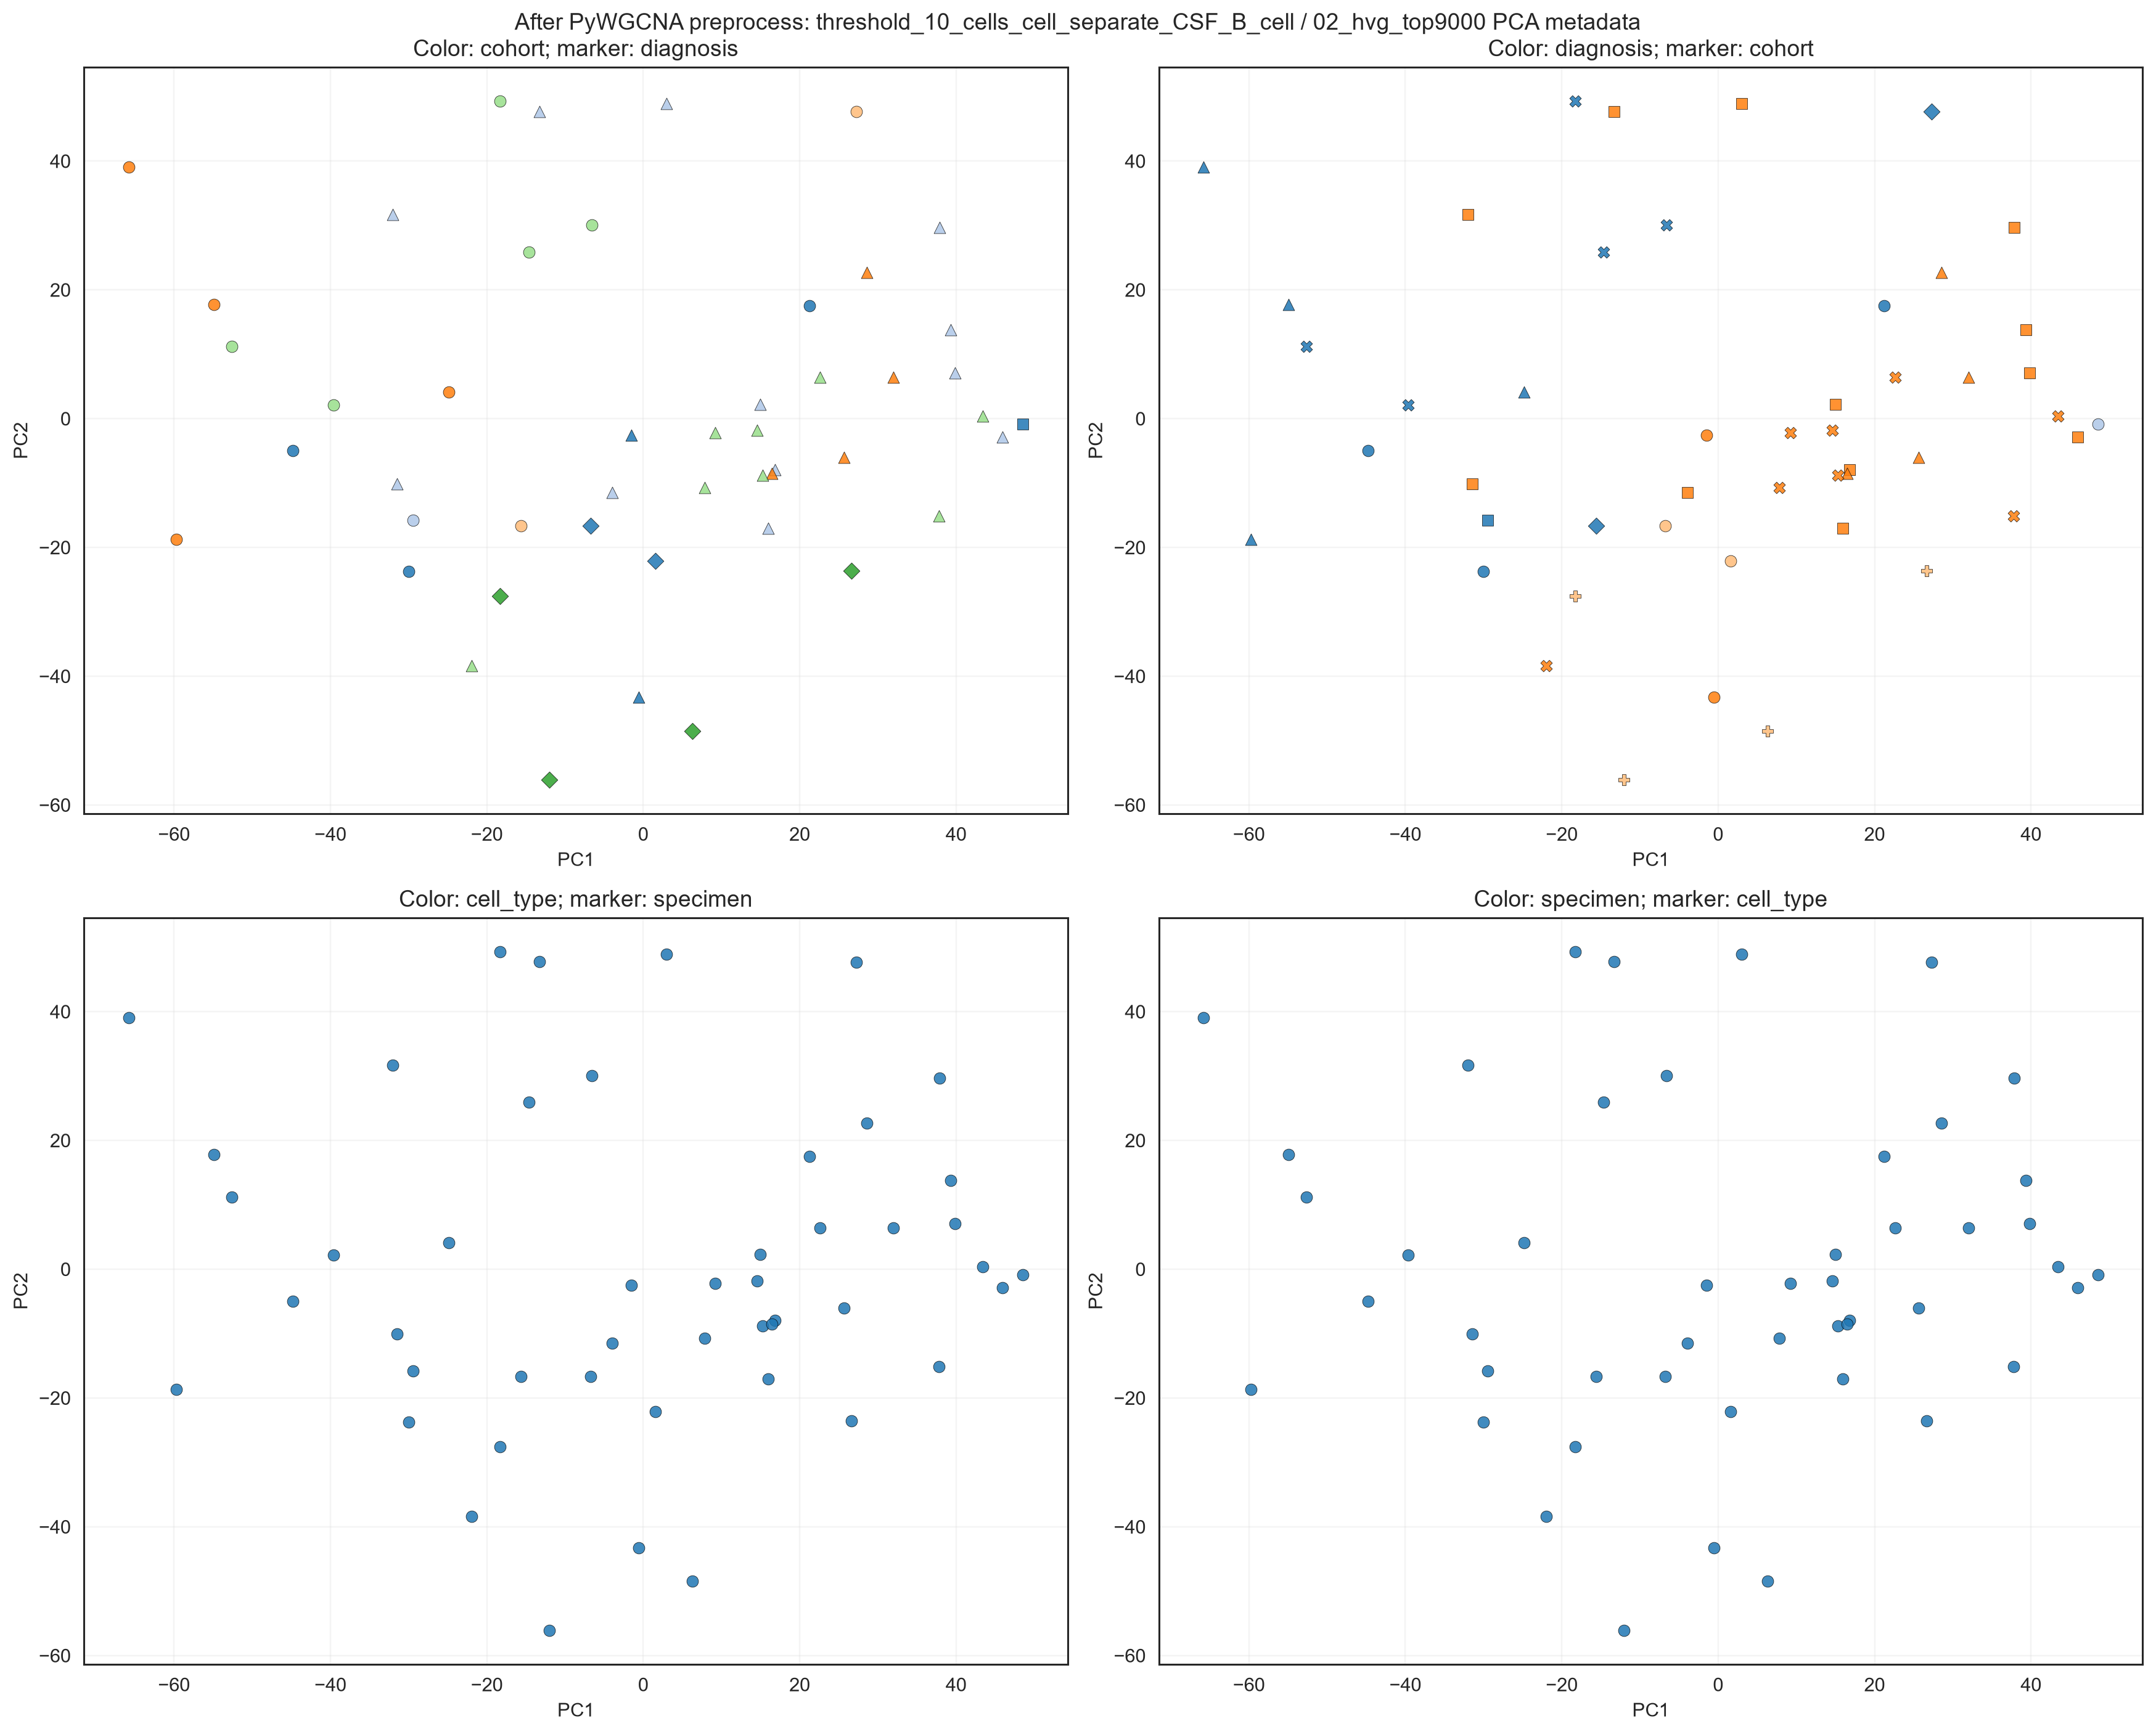 After PyWGCNA preprocess: threshold_10_cells_cell_separate_CSF_B_cell / 02_hvg_top9000 PCA metadata
Color: cohort; marker: diagnosis
40
20
0
−20
−40
−60
PC2
−60 −40 −20 0 20 40
PC1
Color: diagnosis; marker: cohort
40
20
0
−20
−40
−60
PC2
−60 −40 −20 0 20 40
PC1
Color: cell_type; marker: specimen
40
20
0
−20
−40
−60
PC2
−60 −40 −20 0 20 40
PC1
Color: specimen; marker: cell_type
40
20
0
−20
−40
−60
PC2
−60 −40 −20 0 20 40
PC1